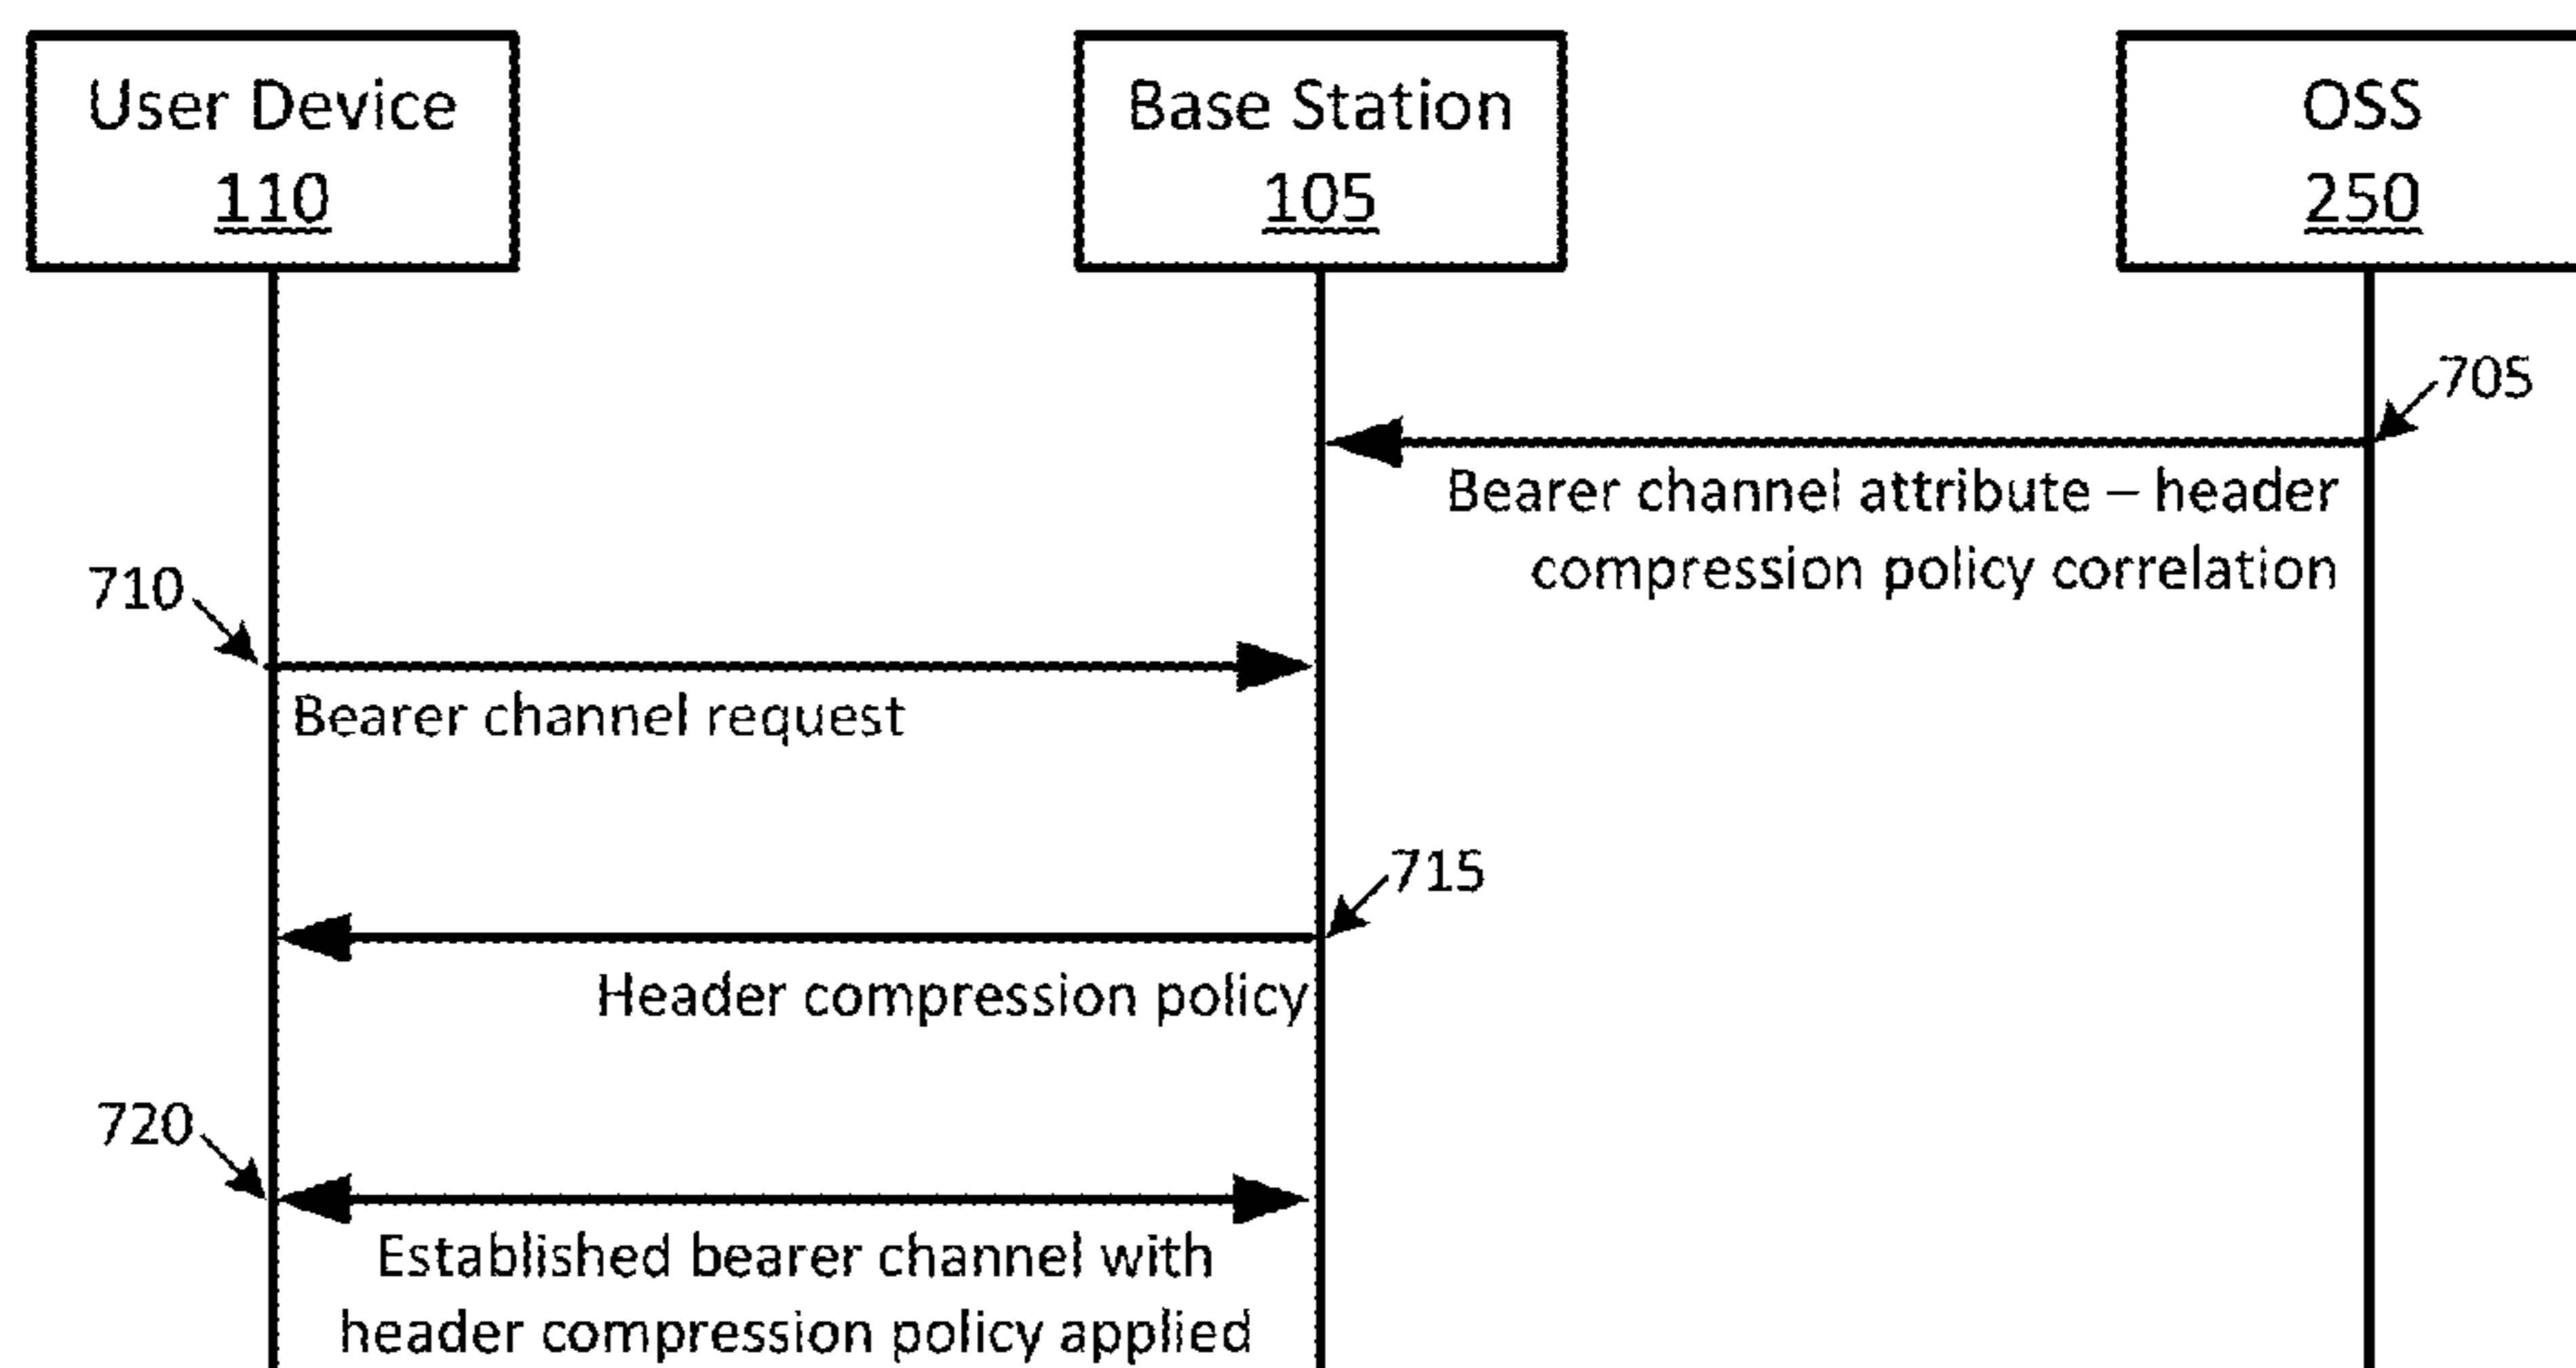 User Device
110
Base Station
105
OSS
250
705
Bearer channel attribute – header
compression policy correlation
710
Bearer channel request
715
Header compression policy
720
Established bearer channel with
header compression policy applied